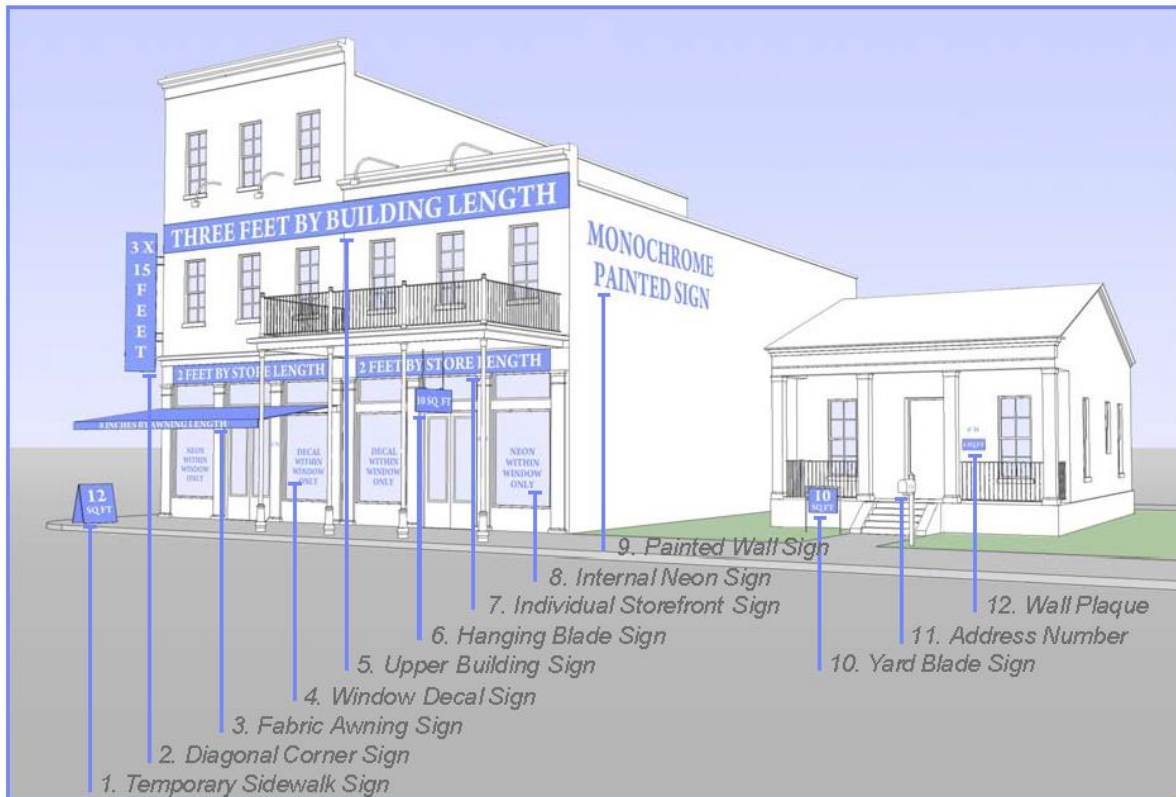 THREE FEET BY BUILDING LENGTH
3 X
15
F
E
E
T
MONOCHROME
PAINTED SIGN
2 FEET BY STORE LENGTH
2 FEET BY STORE LENGTH
10 SQ FT
8 INCHES BY AWNING LENGTH
NEON
WITHIN
WINDOW
ONLY
DECAL
WITHIN
WINDOW
ONLY
DECAL
WITHIN
WINDOW
ONLY
NEON
WITHIN
WINDOW
ONLY
12
SQ FT
10
SQ FT
9. Painted Wall Sign
8. Internal Neon Sign
7. Individual Storefront Sign
6. Hanging Blade Sign
5. Upper Building Sign
4. Window Decal Sign
3. Fabric Awning Sign
2. Diagonal Corner Sign
1. Temporary Sidewalk Sign
12. Wall Plaque
11. Address Number
10. Yard Blade Sign